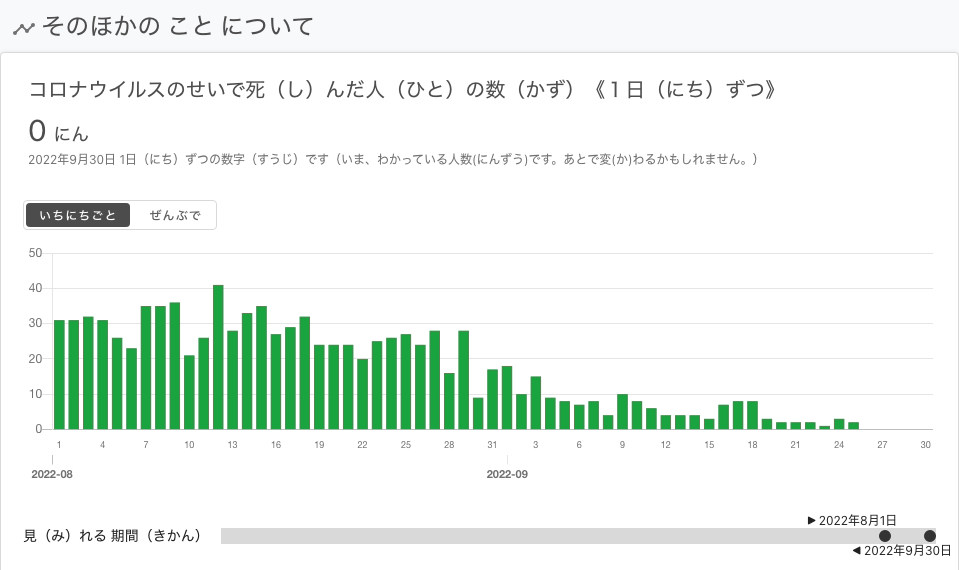 そのほかの こと について
コロナウイルスのせいで死（し）んだ人（ひと）の数（かず）《１日（にち）ずつ》
0 にん
2022年9月30日 1日（にち）ずつの数字（すうじ）です（いま、わかっている人数(にんずう)です。あとで変(か)わるかもしれません。）
いちにちごと ぜんぶで
50
40
30
20
10
0
1 4 7 10 13 16 19 22 25 28 31 3 6 9 12 15 18 21 24 27 30
2022-08 2022-09
▶ 2022年8月1日
見（み）れる 期間（きかん）
◀ 2022年9月30日